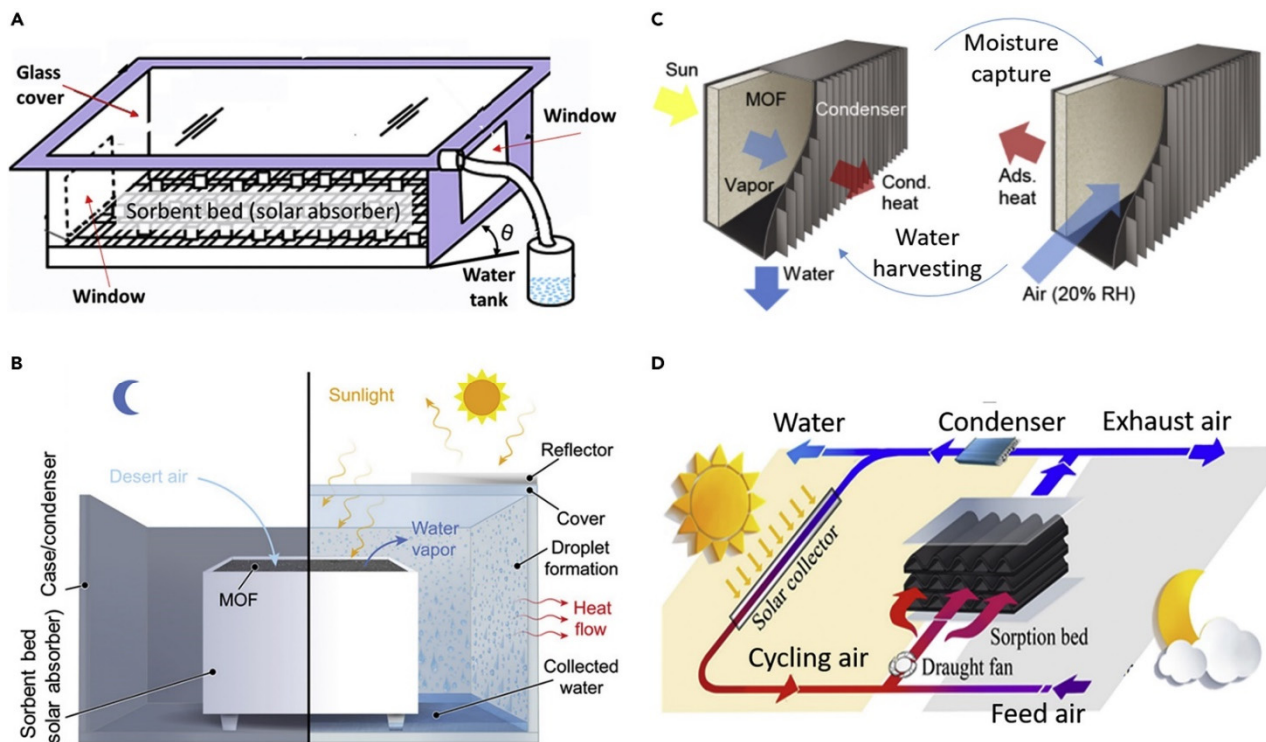 A
Glass
cover
Window
Sorbent bed (solar absorber)
θ
Window
Water
tank
B
Sunlight
Desert air
Reflector
Cover
Water
vapor
Droplet
formation
MOF
Heat
flow
Collected
water
Case/condenser
Sorbent bed
(solar absorber)
C
Moisture
capture
Sun
MOF
Condenser
Vapor
Cond.
heat
Ads.
heat
Water
harvesting
Water
Air (20% RH)
D
Water
Condenser
Exhaust air
Solar collector
Sorption bed
Cycling air
Draught fan
Feed air